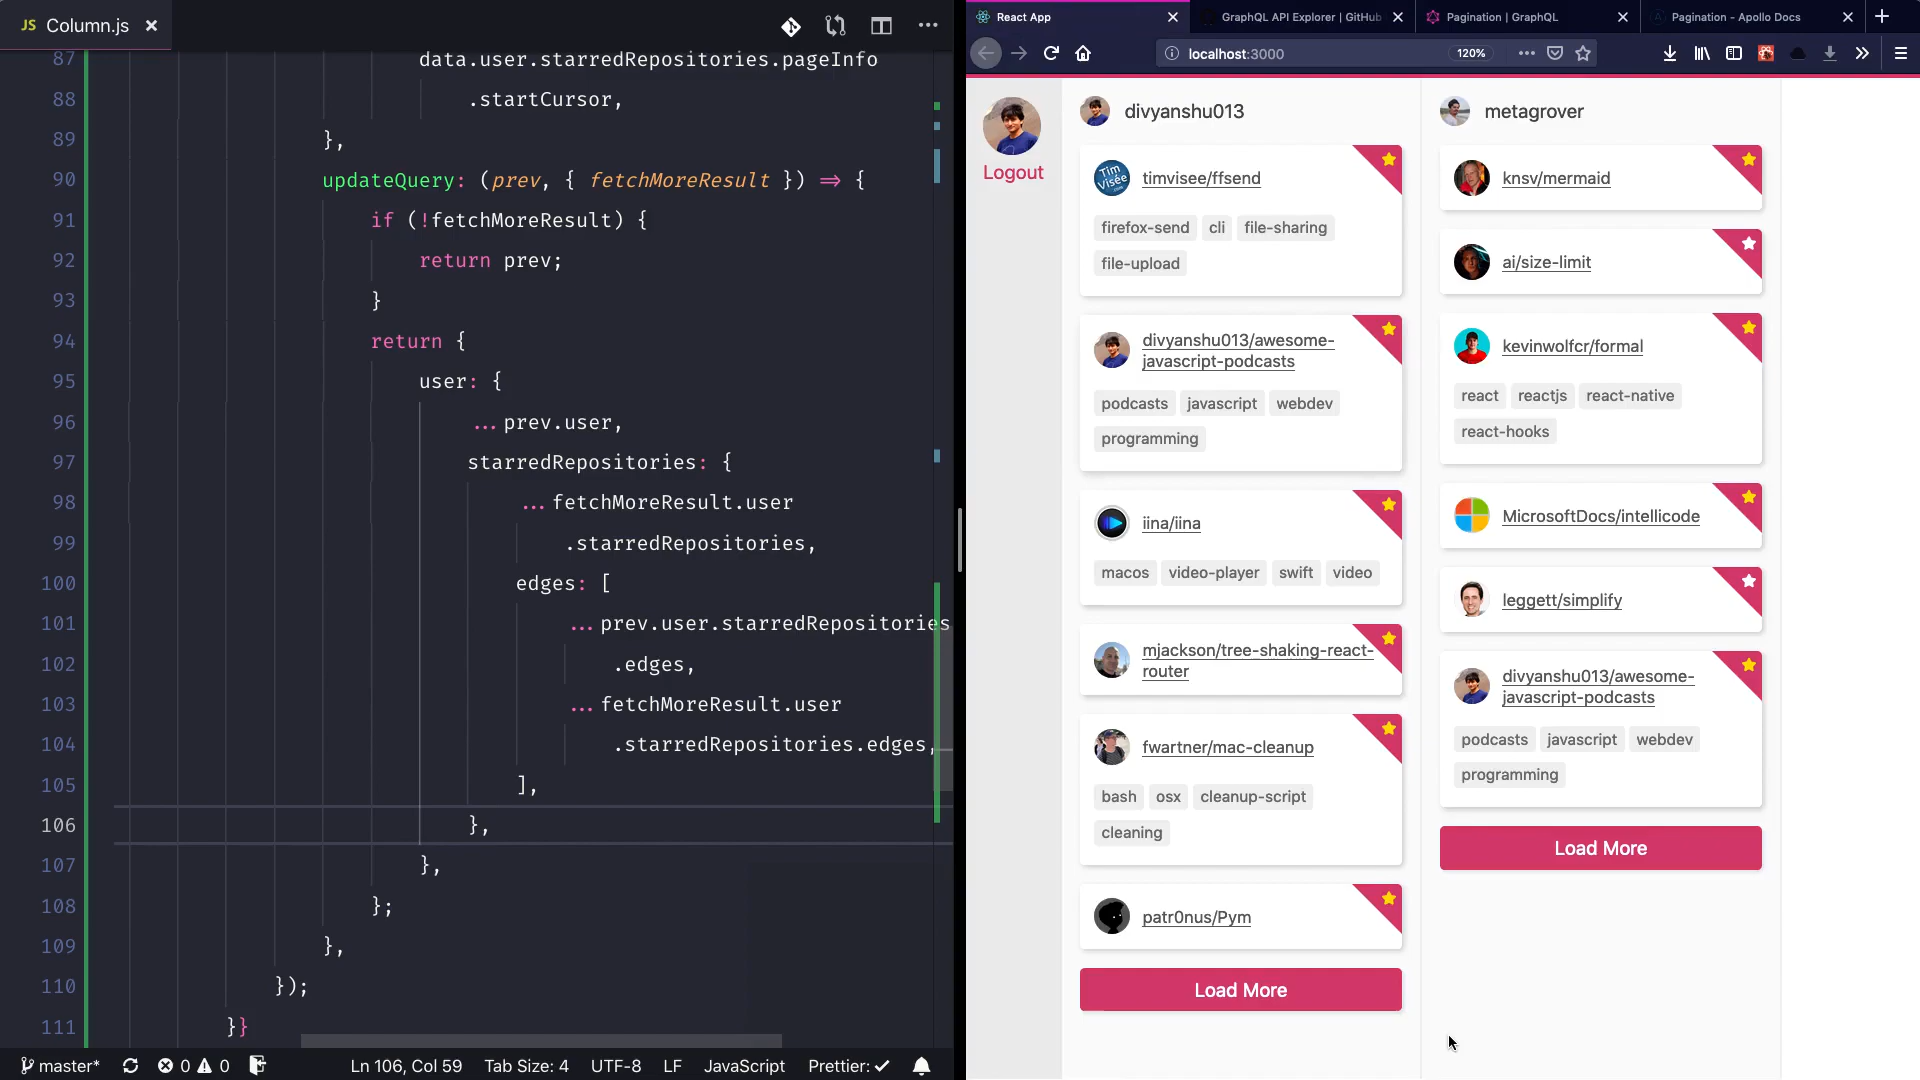 JS Column.js
87 data.user.starredRepositories.pageInfo
88 .startCursor,
89 },
90 updateQuery: (prev, { fetchMoreResult }) => {
91 if (!fetchMoreResult) {
92 return prev;
93 }
94 return {
95 user: {
96 ...prev.user,
97 starredRepositories: {
98 ...fetchMoreResult.user
99 .starredRepositories,
100 edges: [
101 ...prev.user.starredRepositories
102 .edges,
103 ...fetchMoreResult.user
104 .starredRepositories.edges,
105 ],
106 },
107 },
108 };
109 },
110 });
111 }}
master* 0 0 Ln 106, Col 59 Tab Size: 4 UTF-8 LF JavaScript Prettier: ✓
React App
GraphQL API Explorer | GitHub
Pagination | GraphQL
Pagination - Apollo Docs
localhost:3000 120%
Logout
divyanshu013
Tim Visée
timvisee/ffsend
firefox-send cli file-sharing
file-upload
divyanshu013/awesome-
javascript-podcasts
podcasts javascript webdev
programming
iina/iina
macos video-player swift video
mjackson/tree-shaking-react-
router
fwartner/mac-cleanup
bash osx cleanup-script
cleaning
patr0nus/Pym
Load More
metagrover
knsv/mermaid
ai/size-limit
kevinwolfcr/formal
react reactjs react-native
react-hooks
MicrosoftDocs/intellicode
leggett/simplify
divyanshu013/awesome-
javascript-podcasts
podcasts javascript webdev
programming
Load More